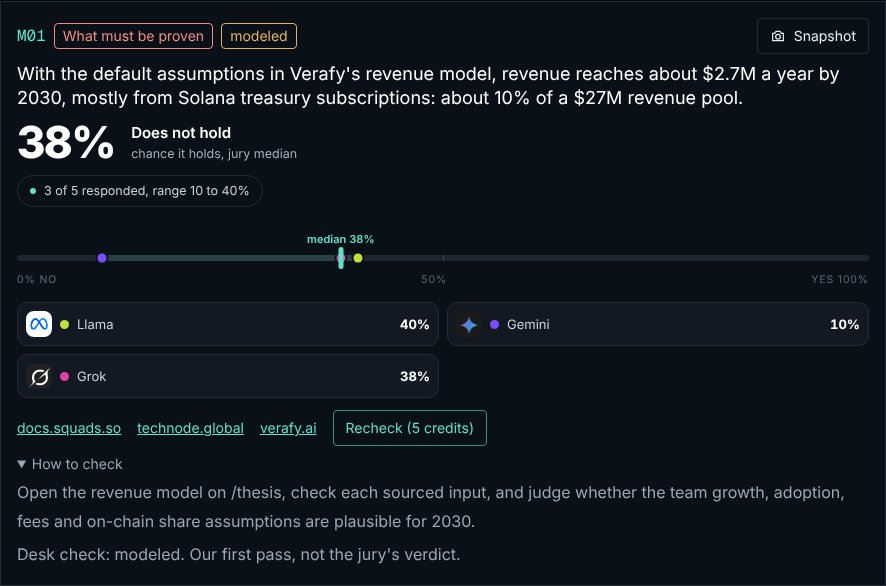 M01 What must be proven modeled Snapshot
With the default assumptions in Verafy's revenue model, revenue reaches about $2.7M a year by
2030, mostly from Solana treasury subscriptions: about 10% of a $27M revenue pool.
38% Does not hold
chance it holds, jury median
3 of 5 responded, range 10 to 40%
median 38%
0% NO 50% YES 100%
Llama 40% Gemini 10%
Grok 38%
docs.squads.so technode.global verafy.ai Recheck (5 credits)
▼ How to check
Open the revenue model on /thesis, check each sourced input, and judge whether the team growth, adoption,
fees and on-chain share assumptions are plausible for 2030.
Desk check: modeled. Our first pass, not the jury's verdict.